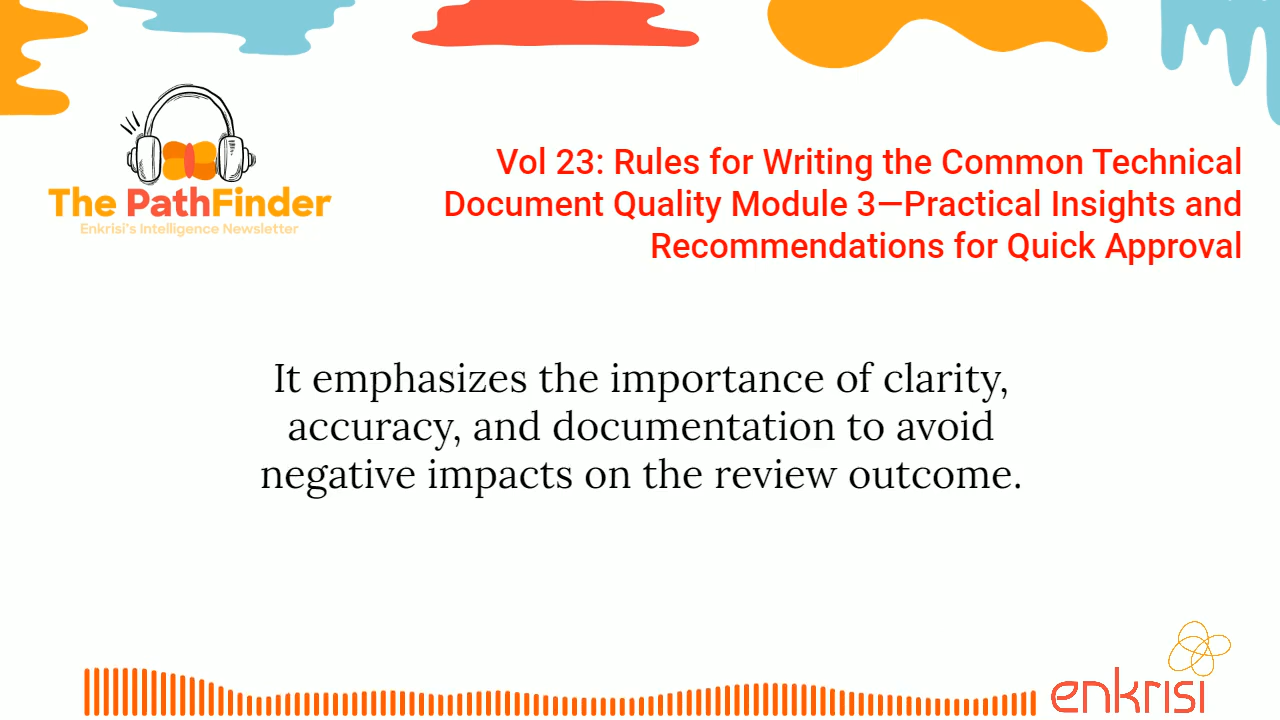 The PathFinder
Enkrisi's Intelligence Newsletter
Vol 23: Rules for Writing the Common Technical
Document Quality Module 3—Practical Insights and
Recommendations for Quick Approval
It emphasizes the importance of clarity,
accuracy, and documentation to avoid
negative impacts on the review outcome.
enkrisi